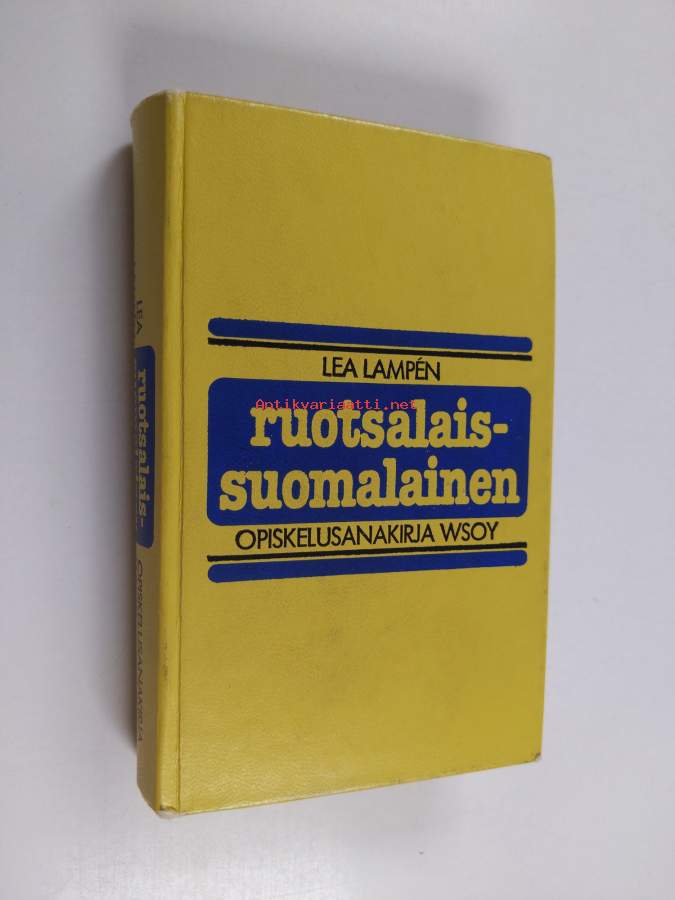 LEA LAMPÉN
Antikvariaatti.net
ruotsalais-
suomalainen
OPISKELUSANAKIRJA WSOY
LEA
ruotsalais-
OPISKELUSANAKIRJA